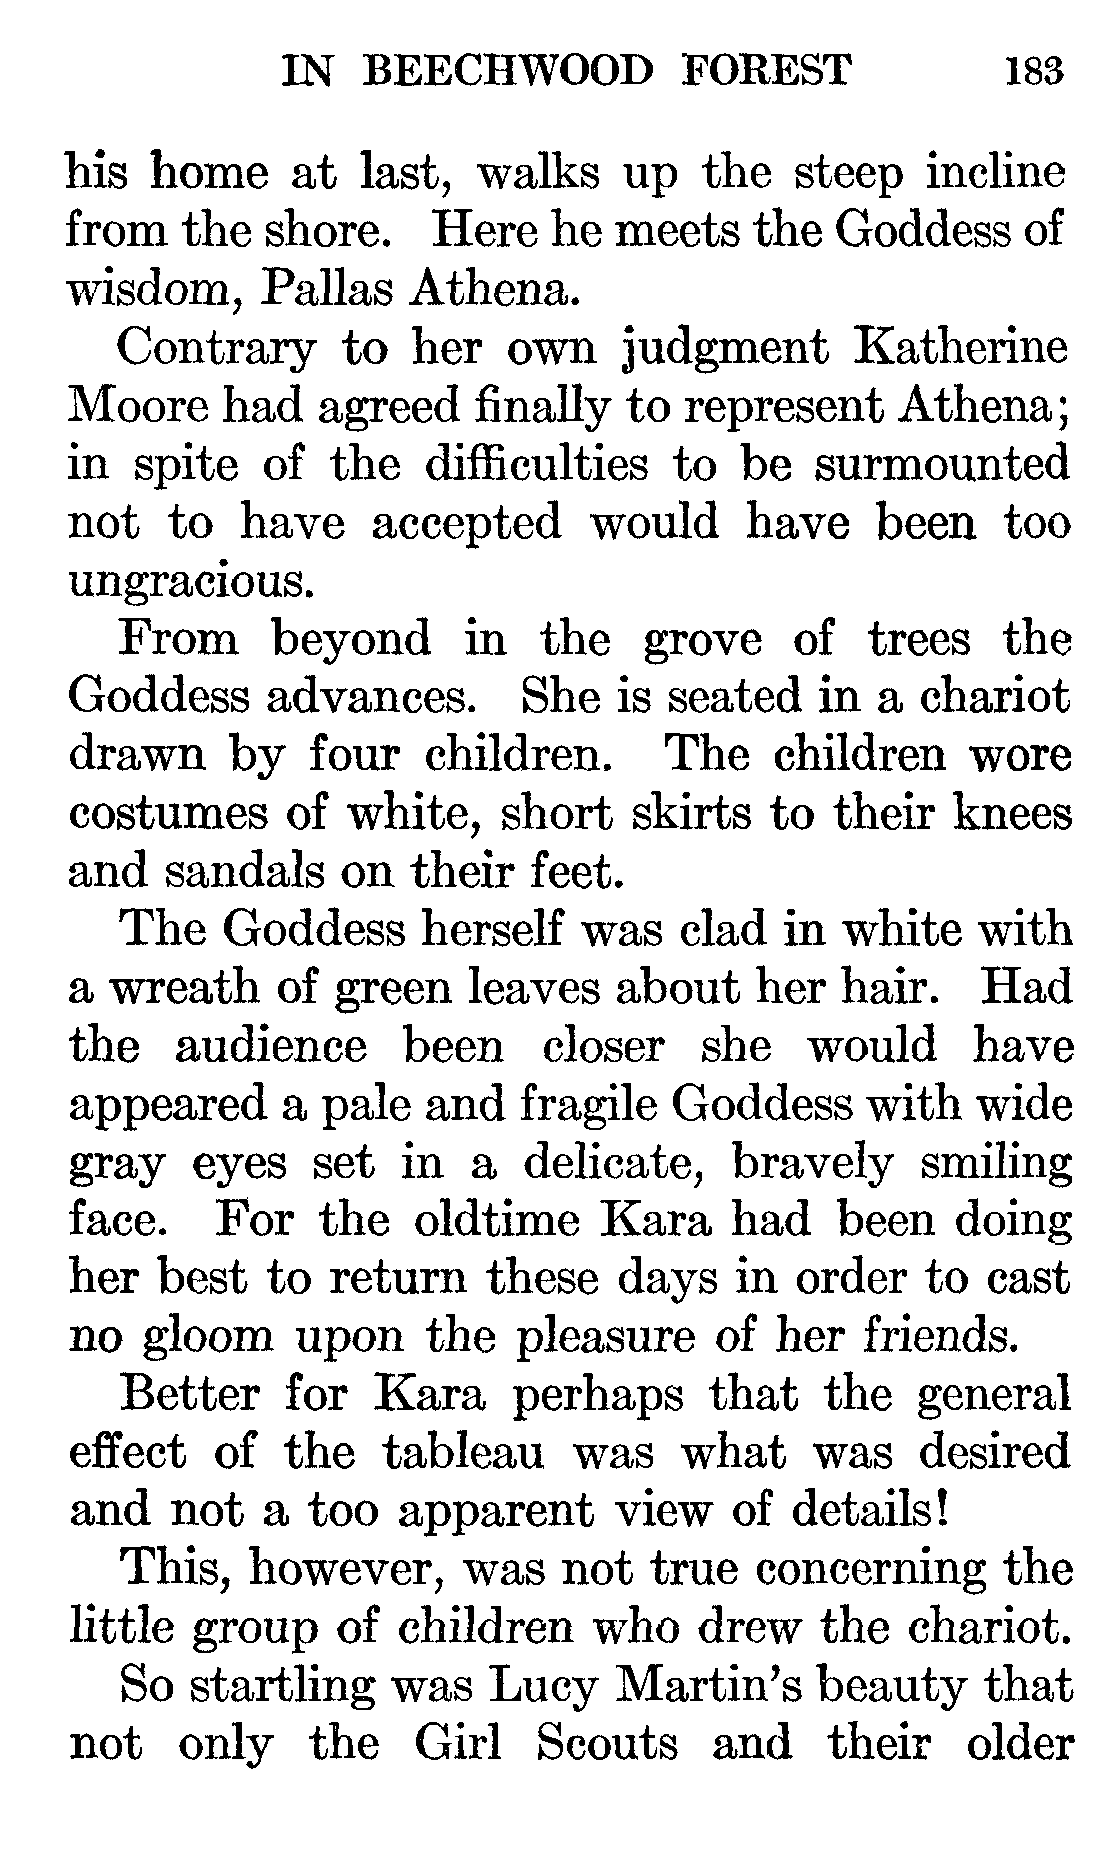 IN BEECHWOOD FOREST 183
his home at last, walks up the steep incline
from the shore. Here he meets the Goddess of
wisdom, Pallas Athena.
Contrary to her own judgment Katherine
Moore had agreed finally to represent Athena;
in spite of the difficulties to be surmounted
not to have accepted would have been too
ungracious.
From beyond in the grove of trees the
Goddess advances. She is seated in a chariot
drawn by four children. The children wore
costumes of white, short skirts to their knees
and sandals on their feet.
The Goddess herself was clad in white with
a wreath of green leaves about her hair. Had
the audience been closer she would have
appeared a pale and fragile Goddess with wide
gray eyes set in a delicate, bravely smiling
face. For the oldtime Kara had been doing
her best to return these days in order to cast
no gloom upon the pleasure of her friends.
Better for Kara perhaps that the general
effect of the tableau was what was desired
and not a too apparent view of details!
This, however, was not true concerning the
little group of children who drew the chariot.
So startling was Lucy Martin's beauty that
not only the Girl Scouts and their older